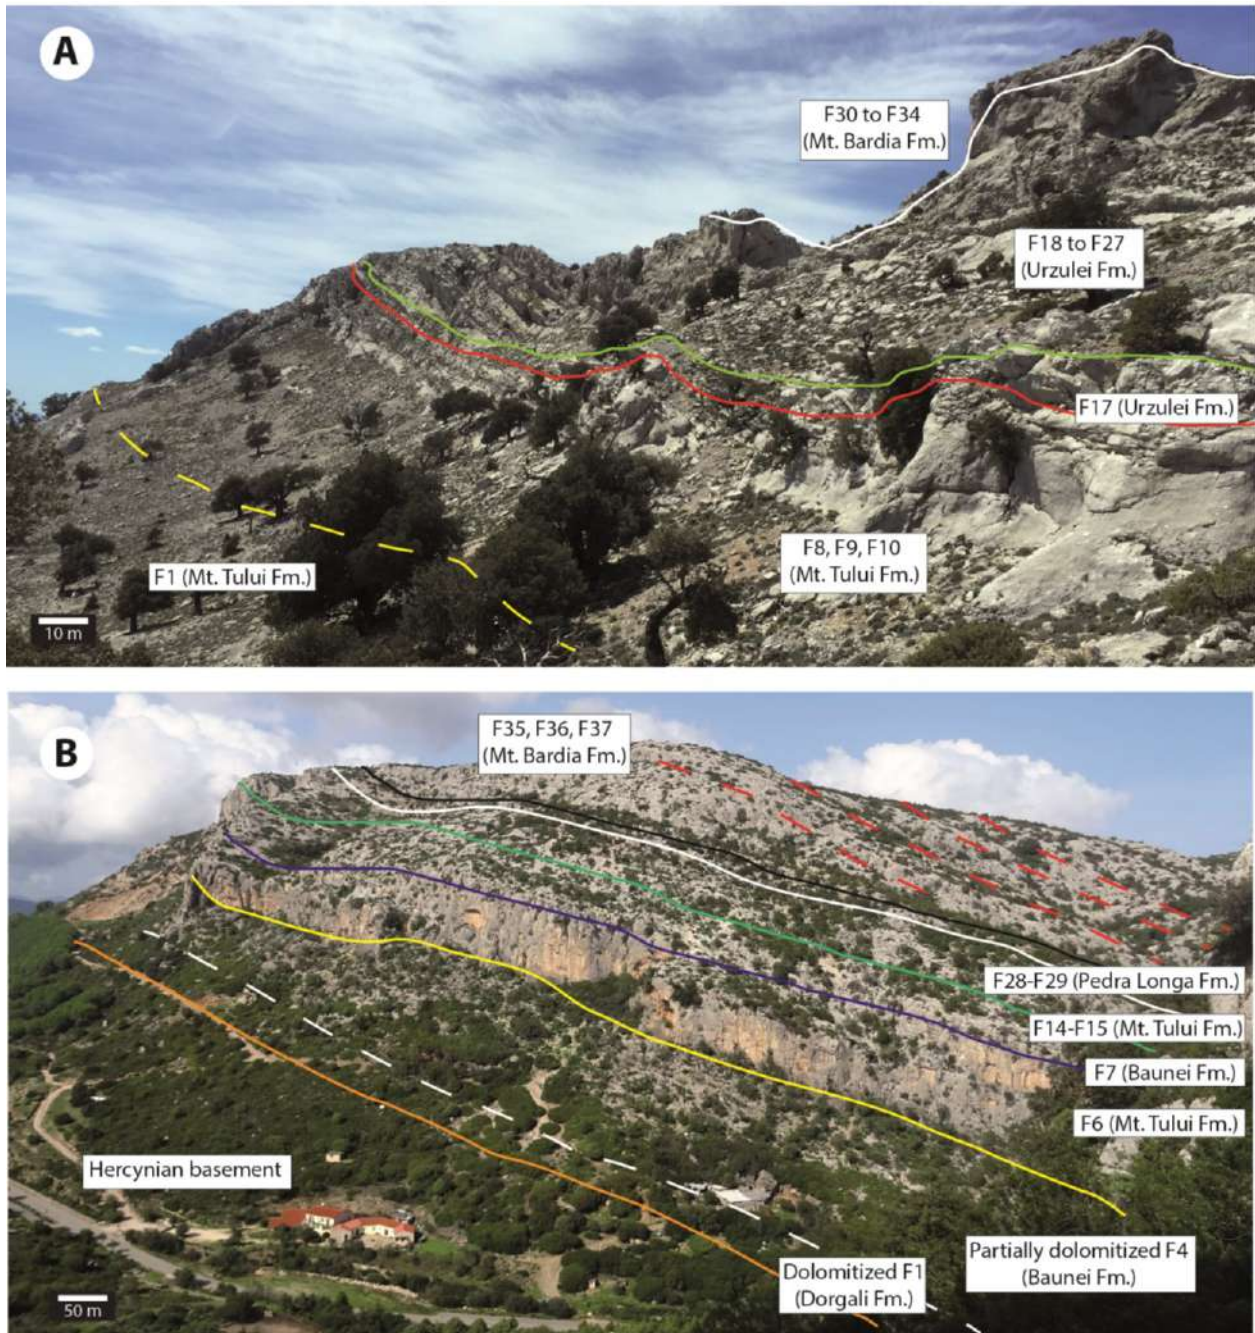 A
F30 to F34
(Mt. Bardia Fm.)
F18 to F27
(Urzulei Fm.)
F17 (Urzulei Fm.)
F8, F9, F10
(Mt. Tului Fm.)
F1 (Mt. Tului Fm.)
10 m
B
F35, F36, F37
(Mt. Bardia Fm.)
F28-F29 (Pedra Longa Fm.)
F14-F15 (Mt. Tului Fm.)
F7 (Baunei Fm.)
F6 (Mt. Tului Fm.)
Hercynian basement
Partially dolomitized F4
(Baunei Fm.)
Dolomitized F1
(Dorgali Fm.)
50 m